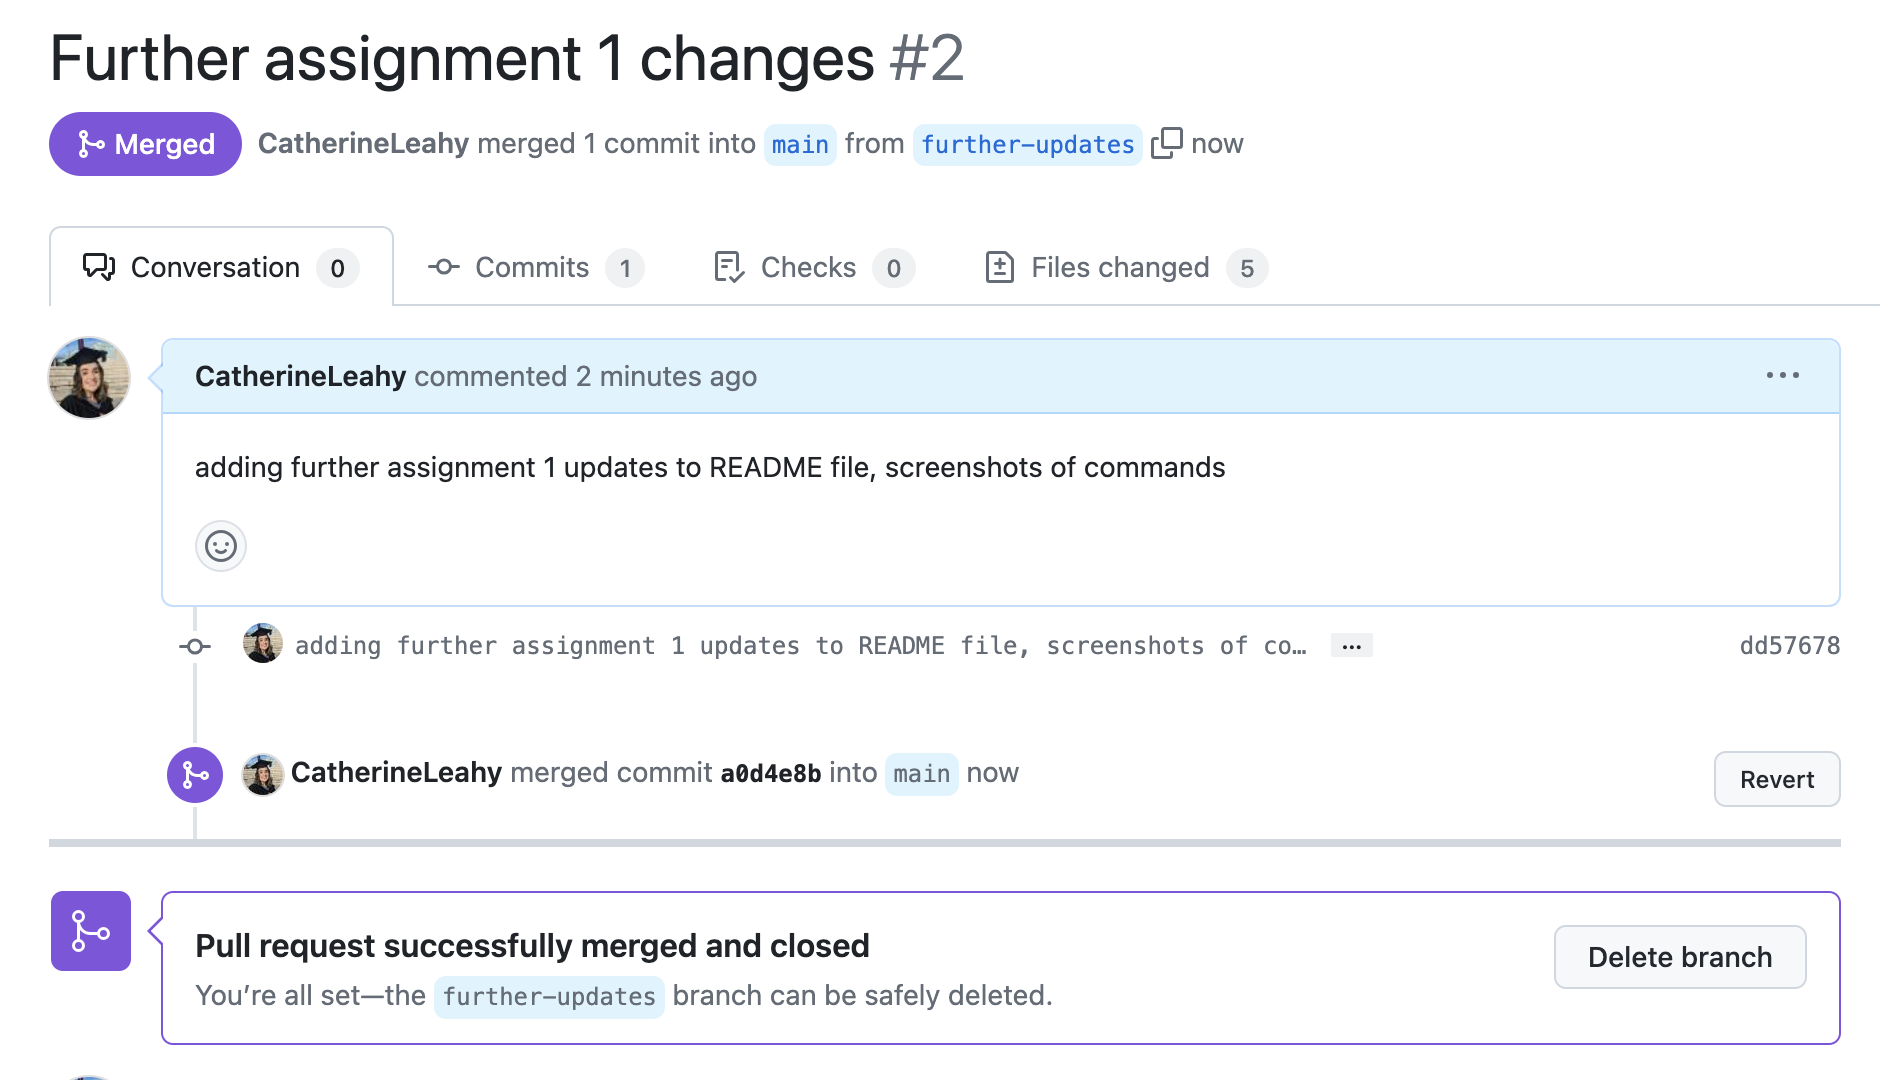 Further assignment 1 changes #2
Merged CatherineLeahy merged 1 commit into main from further-updates now
Conversation 0 Commits 1 Checks 0 Files changed 5
CatherineLeahy commented 2 minutes ago
adding further assignment 1 updates to README file, screenshots of commands
adding further assignment 1 updates to README file, screenshots of co… … dd57678
CatherineLeahy merged commit a0d4e8b into main now Revert
Pull request successfully merged and closed
You’re all set—the further-updates branch can be safely deleted.
Delete branch